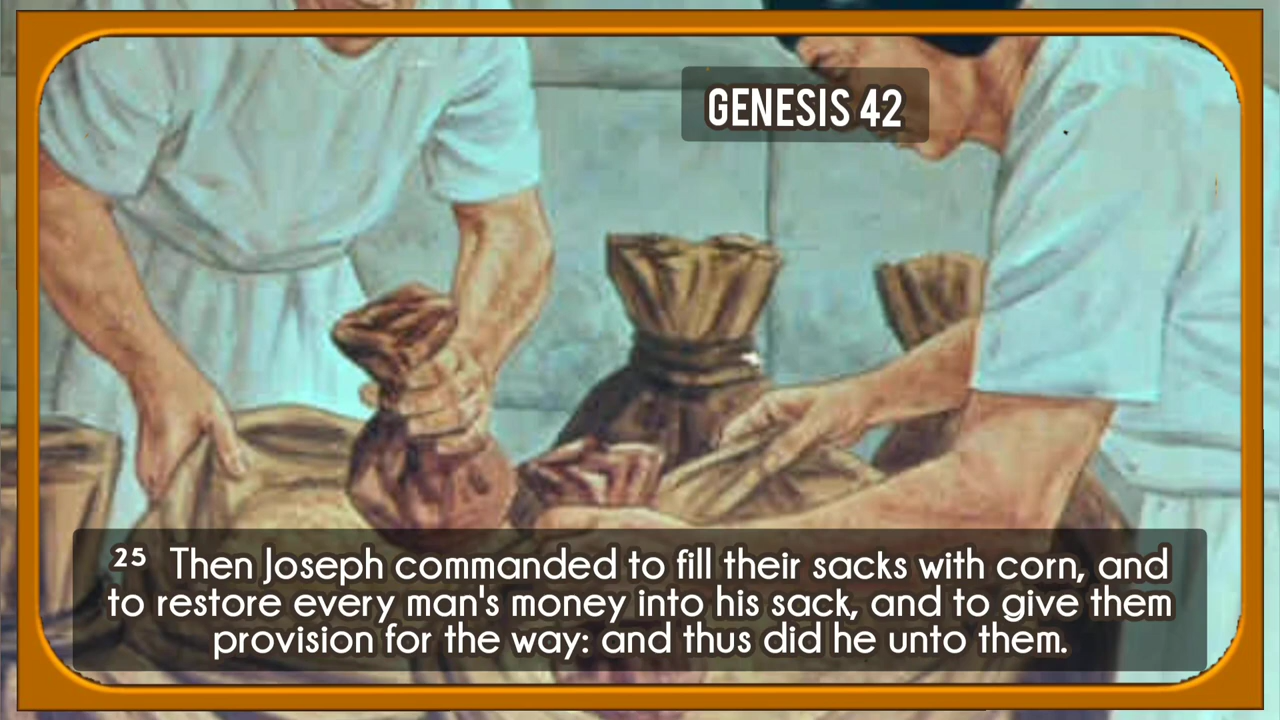 GENESIS 42
25 Then Joseph commanded to fill their sacks with corn, and
to restore every man's money into his sack, and to give them
provision for the way: and thus did he unto them.